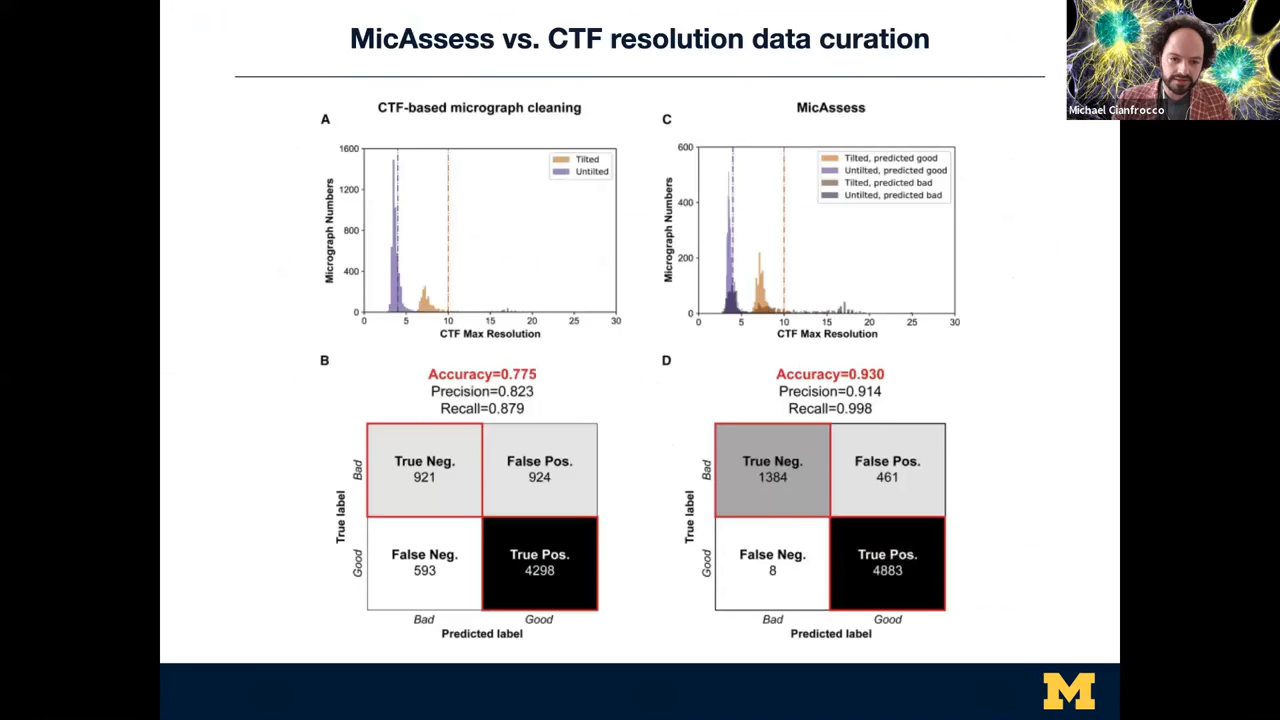 MicAssess vs. CTF resolution data curation
Michael Cianfrocco
CTF-based micrograph cleaning
A
1600
1200
800
400
0
Micrograph Numbers
Tilted
Untilted
0 5 10 15 20 25 30
CTF Max Resolution
MicAssess
C
600
400
200
0
Micrograph Numbers
Tilted, predicted good
Untilted, predicted good
Tilted, predicted bad
Untilted, predicted bad
0 5 10 15 20 25 30
CTF Max Resolution
B
Accuracy=0.775
Precision=0.823
Recall=0.879
True label
Bad
Good
True Neg.
921
False Pos.
924
False Neg.
593
True Pos.
4298
Bad Good
Predicted label
D
Accuracy=0.930
Precision=0.914
Recall=0.998
True label
Bad
Good
True Neg.
1384
False Pos.
461
False Neg.
8
True Pos.
4883
Bad Good
Predicted label
M